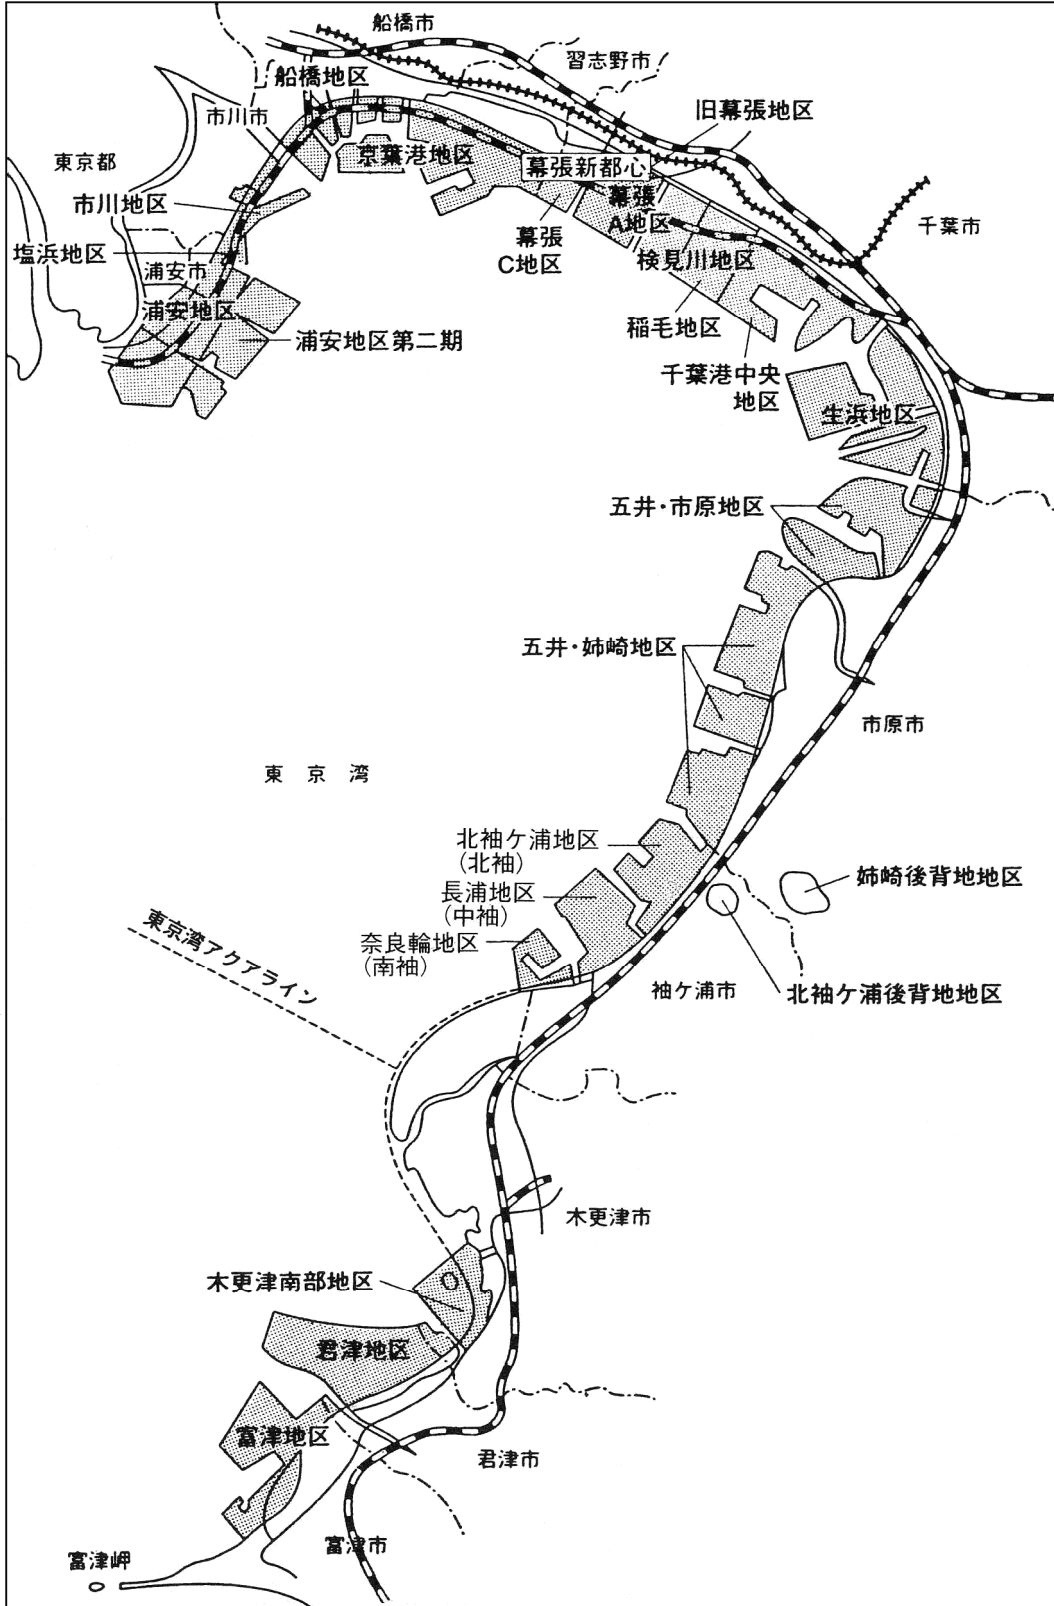 船橋市
習志野市
船橋地区
市川市
旧幕張地区
東京都
京葉港地区
幕張新都心
市川地区
幕張
A地区
千葉市
塩浜地区
幕張
C地区
検見川地区
浦安市
浦安地区
稲毛地区
浦安地区第二期
千葉港中央
地区
生浜地区
五井・市原地区
五井・姉崎地区
市原市
東京湾
北袖ケ浦地区
(北袖)
姉崎後背地地区
長浦地区
(中袖)
東京湾アクアライン
奈良輪地区
(南袖)
袖ケ浦市
北袖ケ浦後背地地区
木更津市
木更津南部地区
君津地区
富津地区
君津市
富津市
富津岬